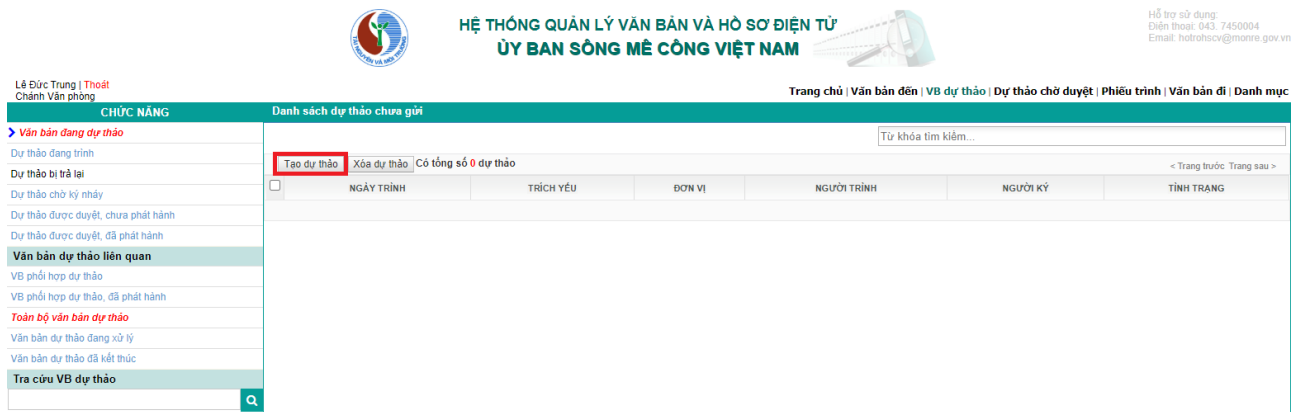 HỆ THỐNG QUẢN LÝ VĂN BẢN VÀ HỒ SƠ ĐIỆN TỬ
ỦY BAN SÔNG MÊ CÔNG VIỆT NAM
TÀI NGUYÊN VÀ MÔI TRƯỜNG
Hỗ trợ sử dụng:
Điện thoại: 043. 7450004
Email: hotrohscv@monre.gov.vn
Lê Đức Trung | Thoát
Chánh Văn phòng
Trang chủ | Văn bản đến | VB dự thảo | Dự thảo chờ duyệt | Phiếu trình | Văn bản đi | Danh mục
CHỨC NĂNG
Văn bản đang dự thảo
Dự thảo đang trình
Dự thảo bị trả lại
Dự thảo chờ ký nháy
Dự thảo được duyệt, chưa phát hành
Dự thảo được duyệt, đã phát hành
Văn bản dự thảo liên quan
VB phối hợp dự thảo
VB phối hợp dự thảo, đã phát hành
Toàn bộ văn bản dự thảo
Văn bản dự thảo đang xử lý
Văn bản dự thảo đã kết thúc
Tra cứu VB dự thảo
Danh sách dự thảo chưa gửi
Từ khóa tìm kiếm...
Tạo dự thảo Xóa dự thảo Có tổng số 0 dự thảo < Trang trước Trang sau >
NGÀY TRÌNH TRÍCH YẾU ĐƠN VỊ NGƯỜI TRÌNH NGƯỜI KÝ TÌNH TRẠNG